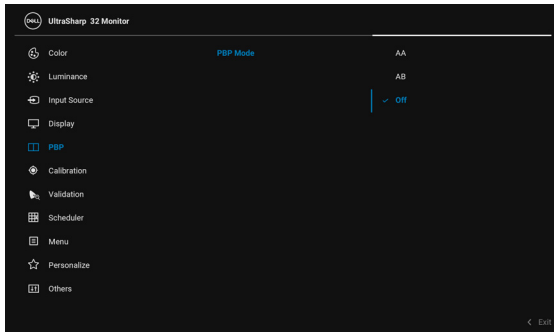 DELL UltraSharp 32 Monitor
Color PBP Mode AA
Luminance AB
Input Source Off
Display
PBP
Calibration
Validation
Scheduler
Menu
Personalize
Others
Exit